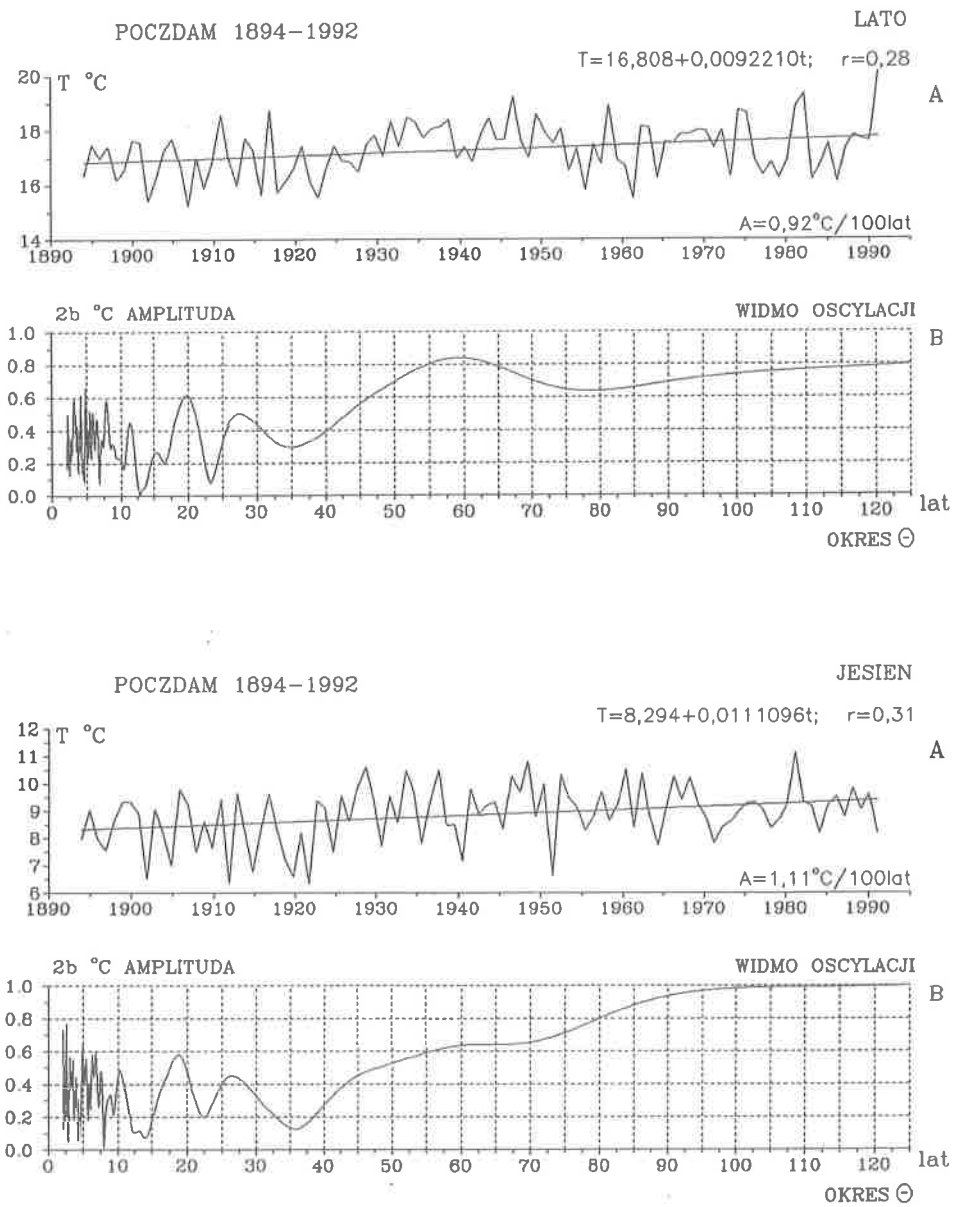 LATO
POCZDAM 1894-1992
T=16,808+0,0092210t; r=0,28
T °C
A
20
18
16
14
A=0,92°C/100lat
1890 1900 1910 1920 1930 1940 1950 1960 1970 1980 1990
2b °C AMPLITUDA WIDMO OSCYLACJI
B
1.0
0.8
0.6
0.4
0.2
0.0
0 10 20 30 40 50 60 70 80 90 100 110 120 lat
OKRES Θ
JESIEN
POCZDAM 1894-1992
T=8,294+0,0111096t; r=0,31
T °C
A
12
11
10
9
8
7
6
A=1,11°C/100lat
1890 1900 1910 1920 1930 1940 1950 1960 1970 1980 1990
2b °C AMPLITUDA WIDMO OSCYLACJI
B
1.0
0.8
0.6
0.4
0.2
0.0
0 10 20 30 40 50 60 70 80 90 100 110 120 lat
OKRES Θ